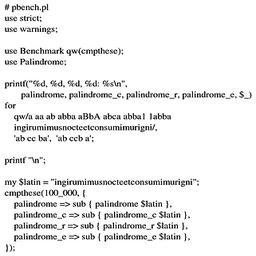 # pbench.pl
use strict;
use warnings;
use Benchmark qw(cmpthese);
use Palindrome;
printf("%d, %d, %d, %d: %s\n",
palindrome, palindrome_c, palindrome_r, palindrome_e, $_)
for
qw/a aa ab abba aBbA abca abba1 1abba
ingirumimusnocteetconsumimurigni/,
'ab cc ba', 'ab ccb a';
printf "\n";
my $latin = "ingirumimusnocteetconsumimurigni";
cmpthese(100_000, {
palindrome => sub { palindrome $latin },
palindrome_c => sub { palindrome_c $latin },
palindrome_r => sub { palindrome_r $latin },
palindrome_e => sub { palindrome_e $latin },
});